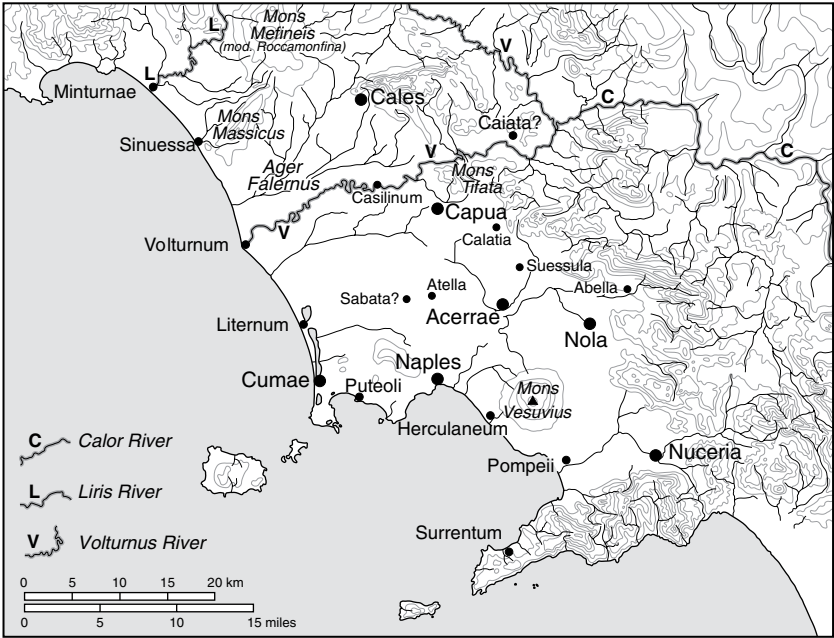 L
Mons
Mefineis
(mod. Roccamonfina)
V
L
Minturnae
Cales
C
Mons
Massicus
Caiata?
Sinuessa
V
C
Ager
Falernus
Mons
Tifata
Casilinum
Capua
V
Calatia
Volturnum
Suessula
Abella
Sabata?
Atella
Acerrae
Liternum
Nola
Naples
Cumae
Puteoli
Mons
Vesuvius
Herculaneum
C Calor River
Nuceria
Pompeii
L Liris River
Surrentum
V Volturnus River
0 5 10 15 20 km
0 5 10 15 miles